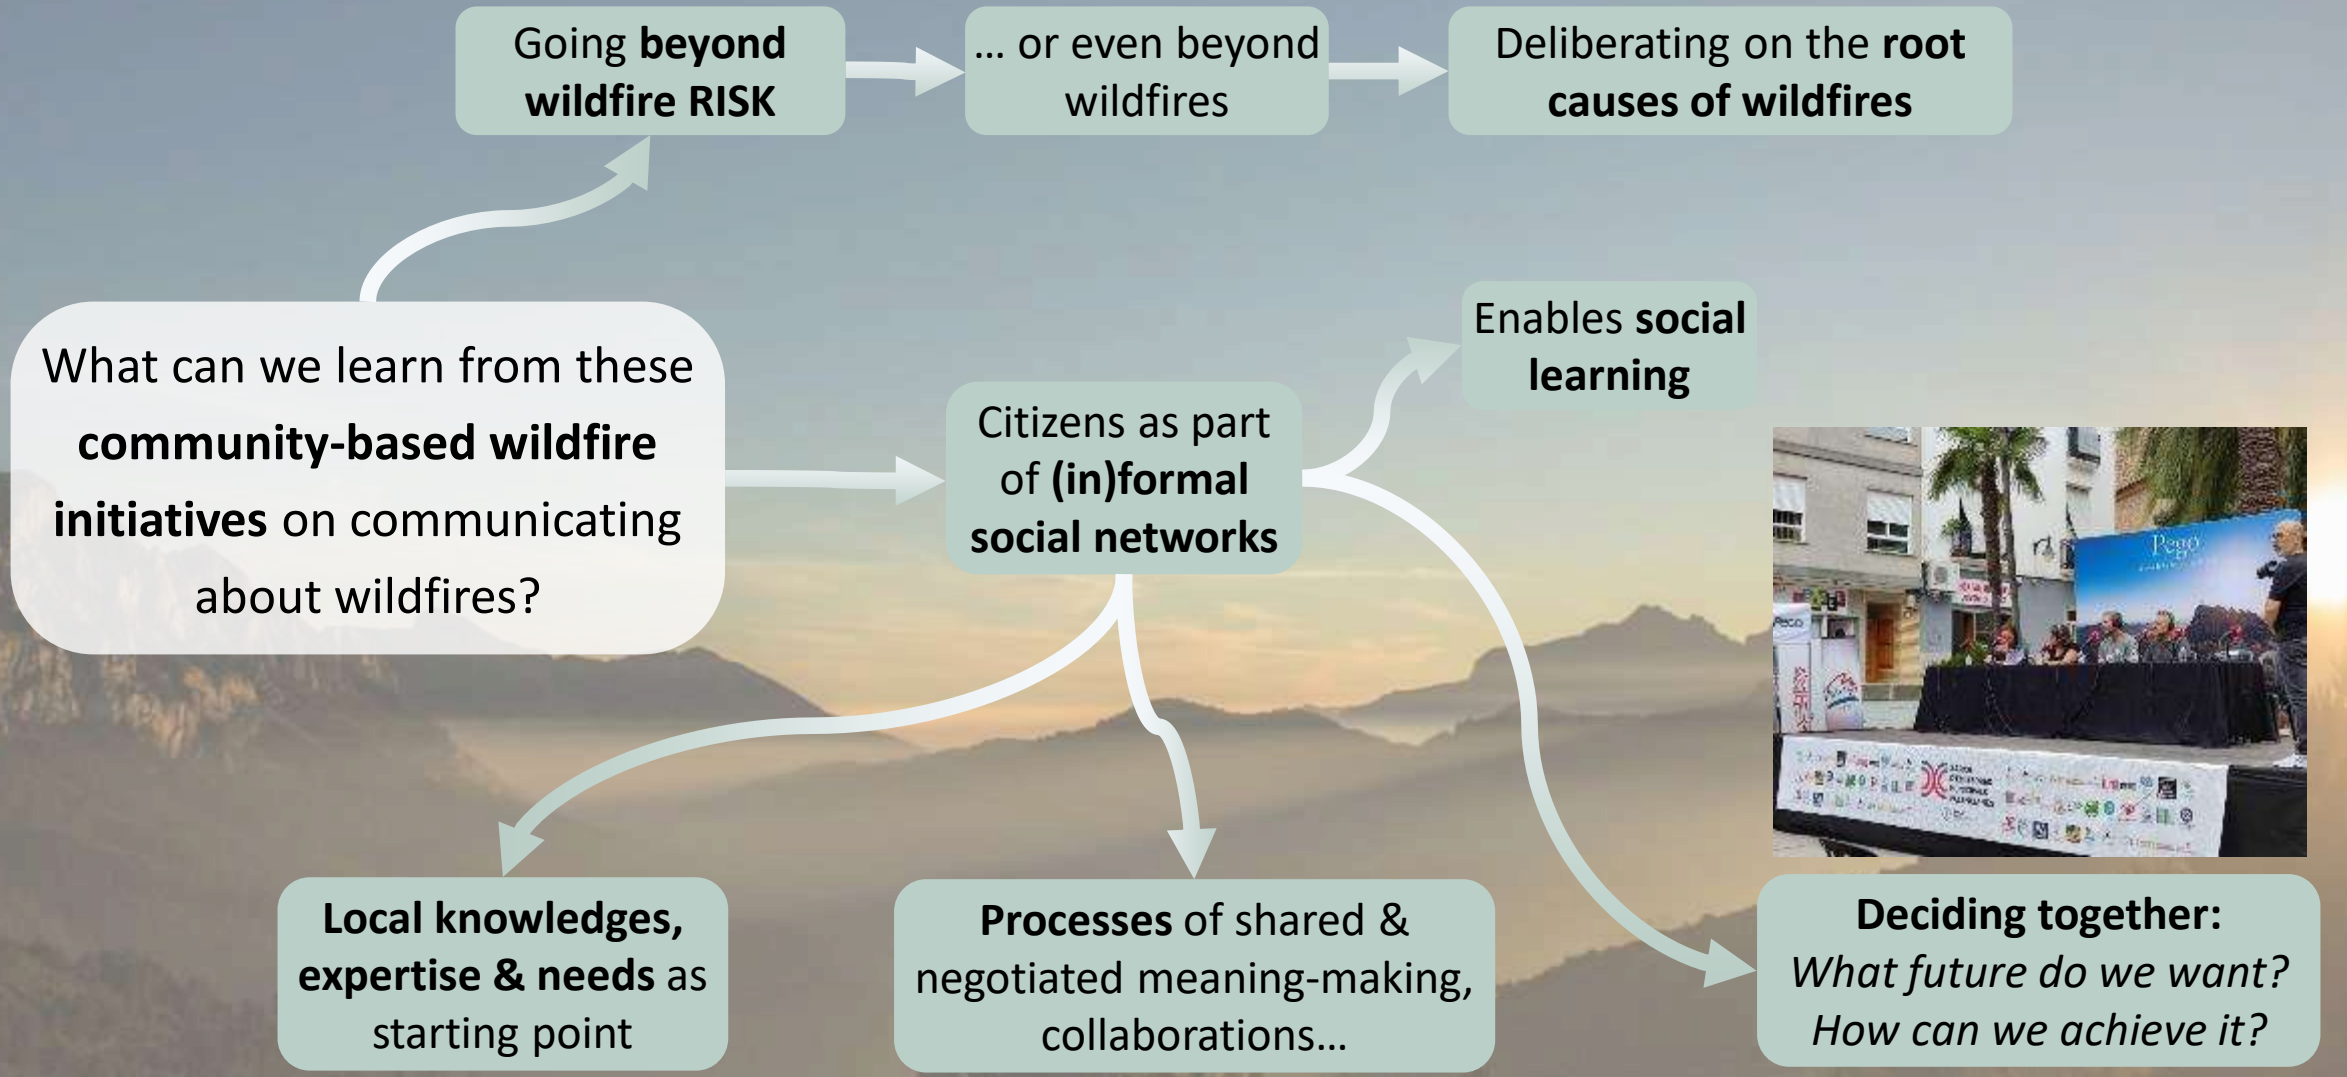 Going beyond
wildfire RISK
... or even beyond
wildfires
Deliberating on the root
causes of wildfires
What can we learn from these
community-based wildfire
initiatives on communicating
about wildfires?
Citizens as part
of (in)formal
social networks
Enables social
learning
Pego
Local knowledges,
expertise & needs as
starting point
Processes of shared &
negotiated meaning-making,
collaborations...
Deciding together:
What future do we want?
How can we achieve it?